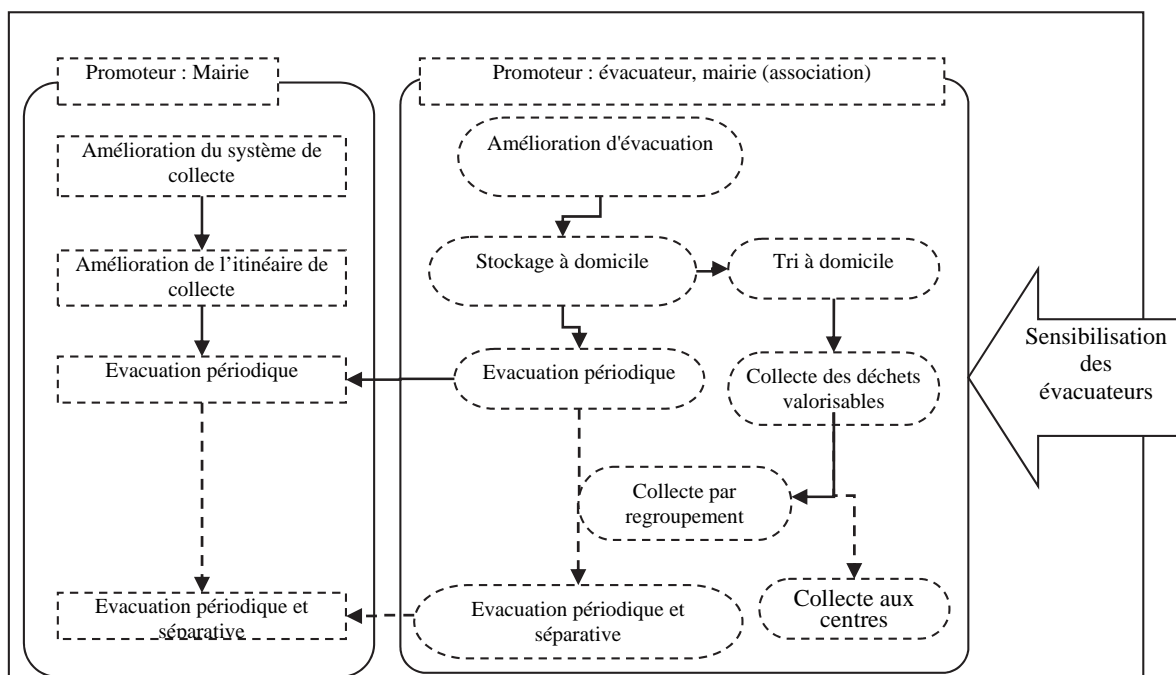 Promoteur : Mairie
Amélioration du système de
collecte
Amélioration de l'itinéaire de
collecte
Evacuation périodique
Evacuation périodique et
séparative
Promoteur : évacuateur, mairie (association)
Amélioration d'évacuation
Stockage à domicile
Tri à domicile
Evacuation périodique
Collecte des déchets
valorisables
Collecte par
regroupement
Evacuation périodique et
séparative
Collecte aux
centres
Sensibilisation
des
évacuateurs